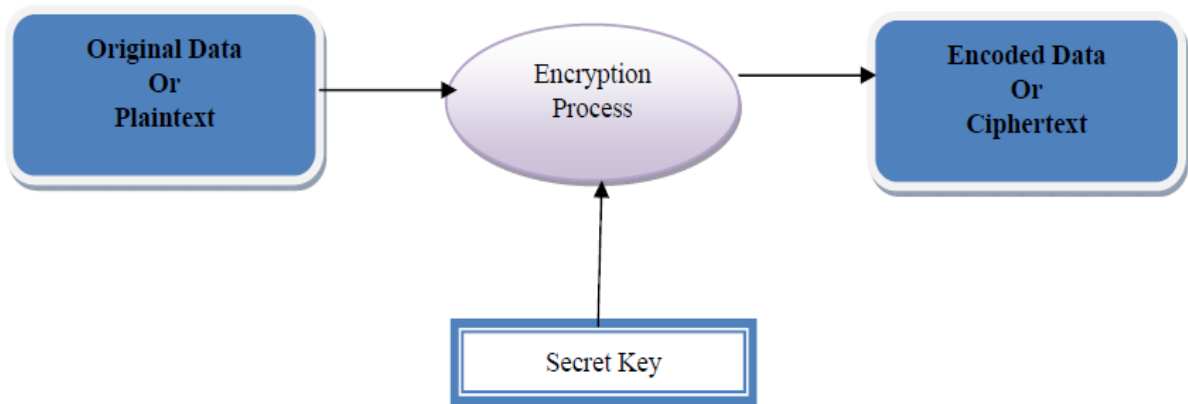 Original Data
Or
Plaintext
Encryption
Process
Encoded Data
Or
Ciphertext
Secret Key